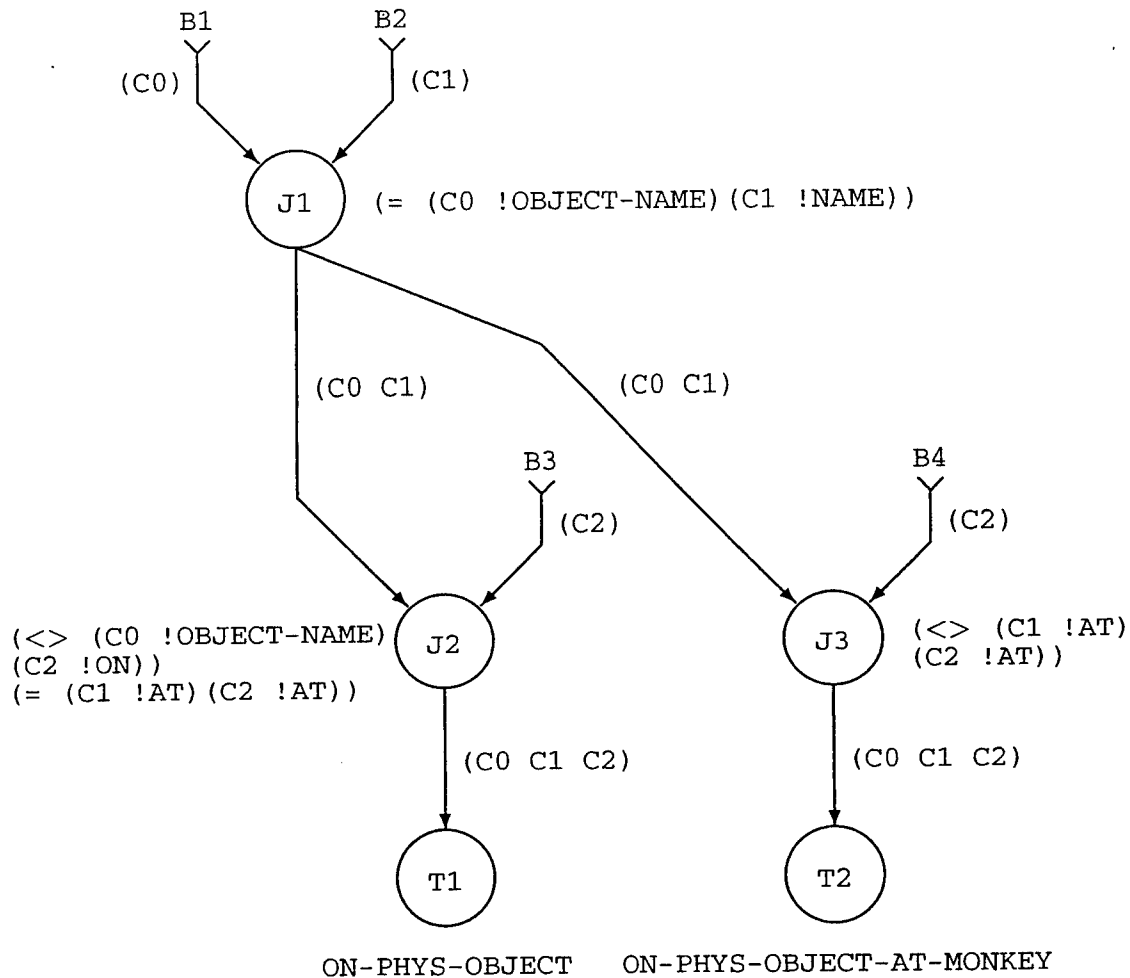 B1
B2
(C0)
(C1)
J1
(= (C0 !OBJECT-NAME)(C1 !NAME))
(C0 C1)
(C0 C1)
B3
B4
(C2)
(C2)
(<> (C0 !OBJECT-NAME)
(C2 !ON))
(= (C1 !AT)(C2 !AT))
J2
J3
(<> (C1 !AT)
(C2 !AT))
(C0 C1 C2)
(C0 C1 C2)
T1
T2
ON-PHYS-OBJECT
ON-PHYS-OBJECT-AT-MONKEY